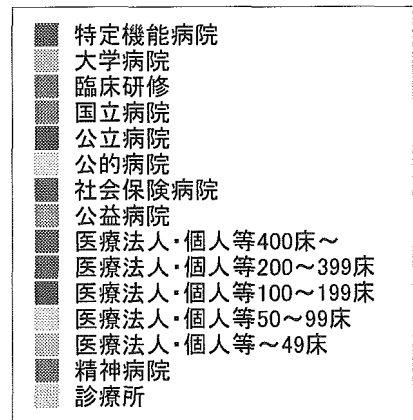 特定機能病院
大学病院
臨床研修
国立病院
公立病院
公的病院
社会保険病院
公益病院
医療法人・個人等400床～
医療法人・個人等200～399床
医療法人・個人等100～199床
医療法人・個人等50～99床
医療法人・個人等～49床
精神病院
診療所